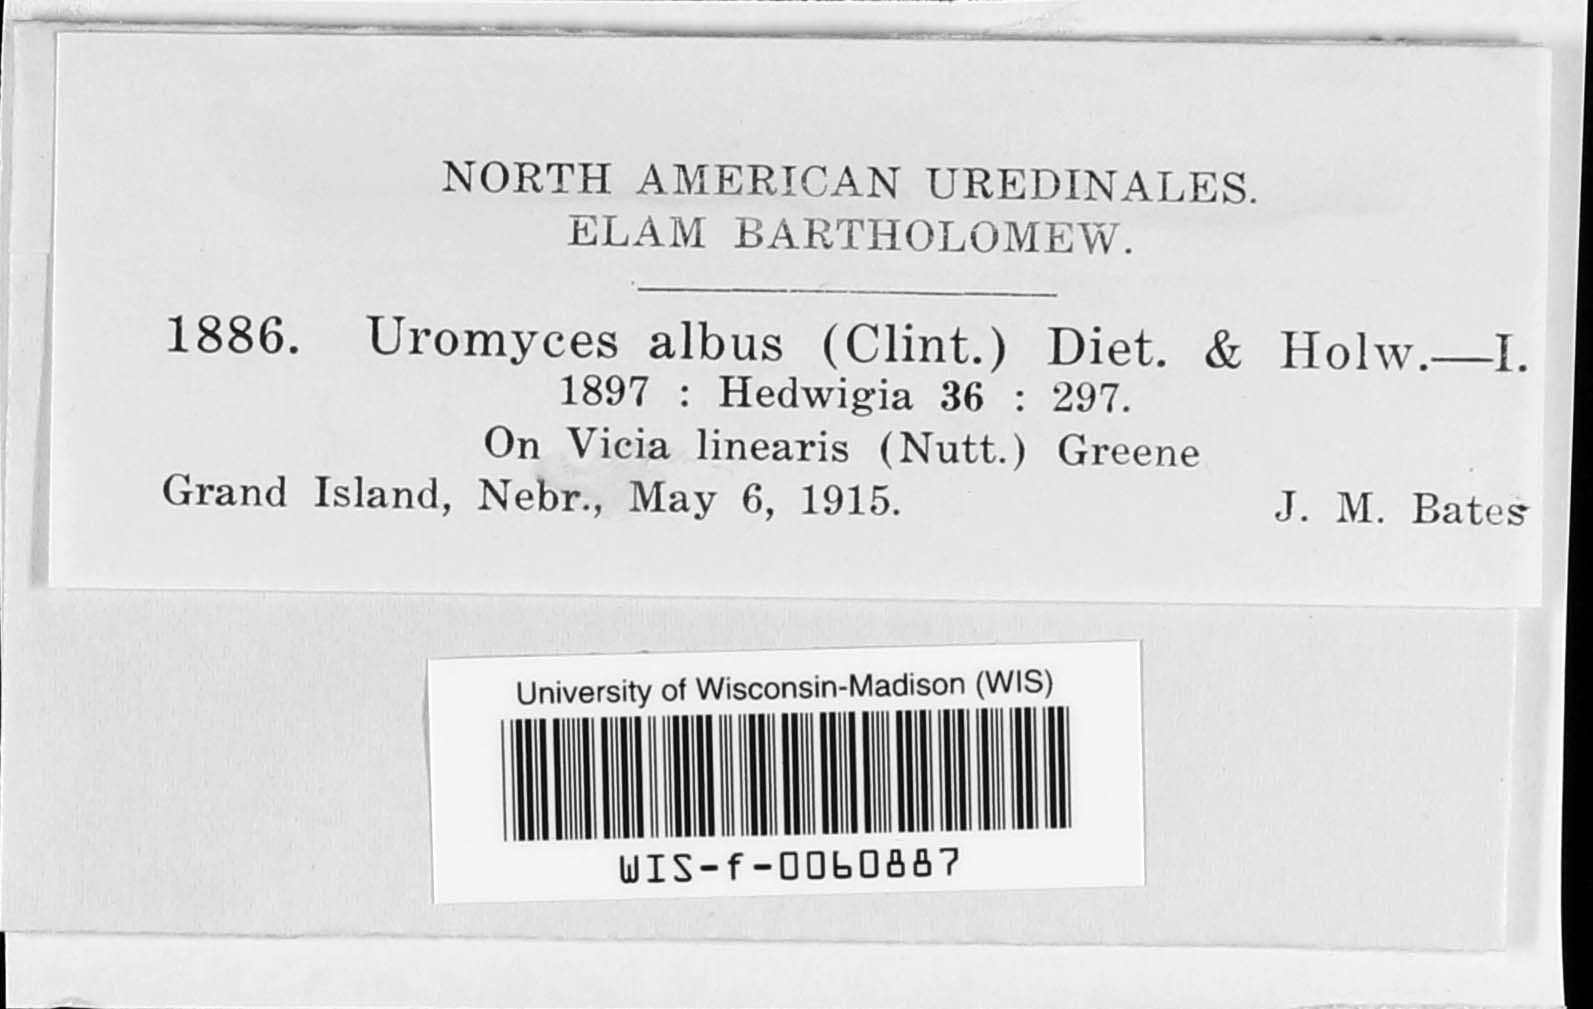 NORTH AMERICAN UREDINALES.
ELAM BARTHOLOMEW.
1886. Uromyces albus (Clint.) Diet. & Holw.—I.
1897 : Hedwigia 36 : 297.
On Vicia linearis (Nutt.) Greene
Grand Island, Nebr., May 6, 1915. J. M. Bates
University of Wisconsin-Madison (WIS)
WIS-f-0060887